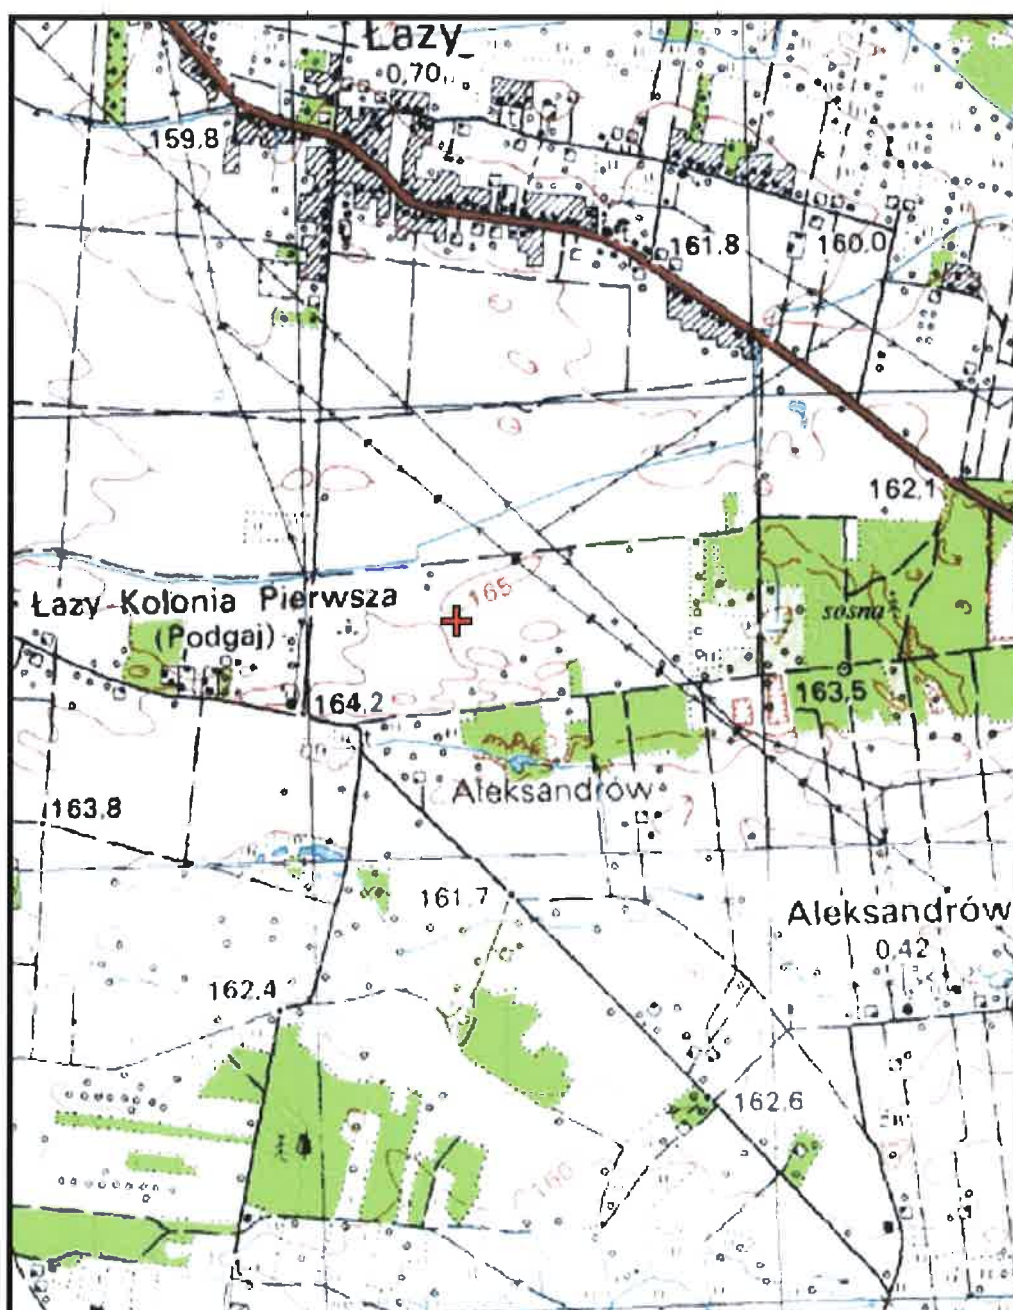 Łazy
0,70
159,8
161.8
160.0
162,1
165
Łazy-Kolonia Pierwsza
(Podgaj)
sosna
164,2
163,5
Aleksandrów
163,8
161,7
Aleksandrów
0,42
162,4
162,6
160